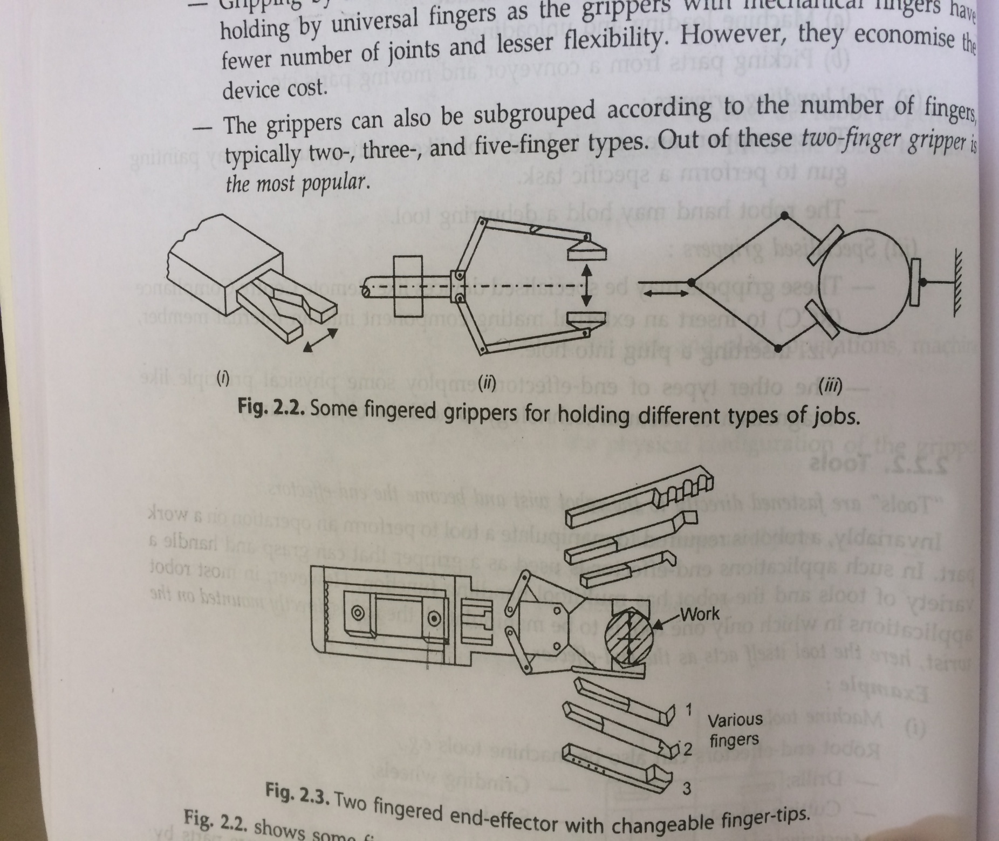 — Gripping by
holding by universal fingers as the grippers with mechanical fingers have
fewer number of joints and lesser flexibility. However, they economise the
device cost.
— The grippers can also be subgrouped according to the number of fingers,
typically two-, three-, and five-finger types. Out of these two-finger gripper is
the most popular.
(i) (ii) (iii)
Fig. 2.2. Some fingered grippers for holding different types of jobs.
Work
1
Various
fingers
2
3
Fig. 2.3. Two fingered end-effector with changeable finger-tips.
Fig. 2.2. shows some